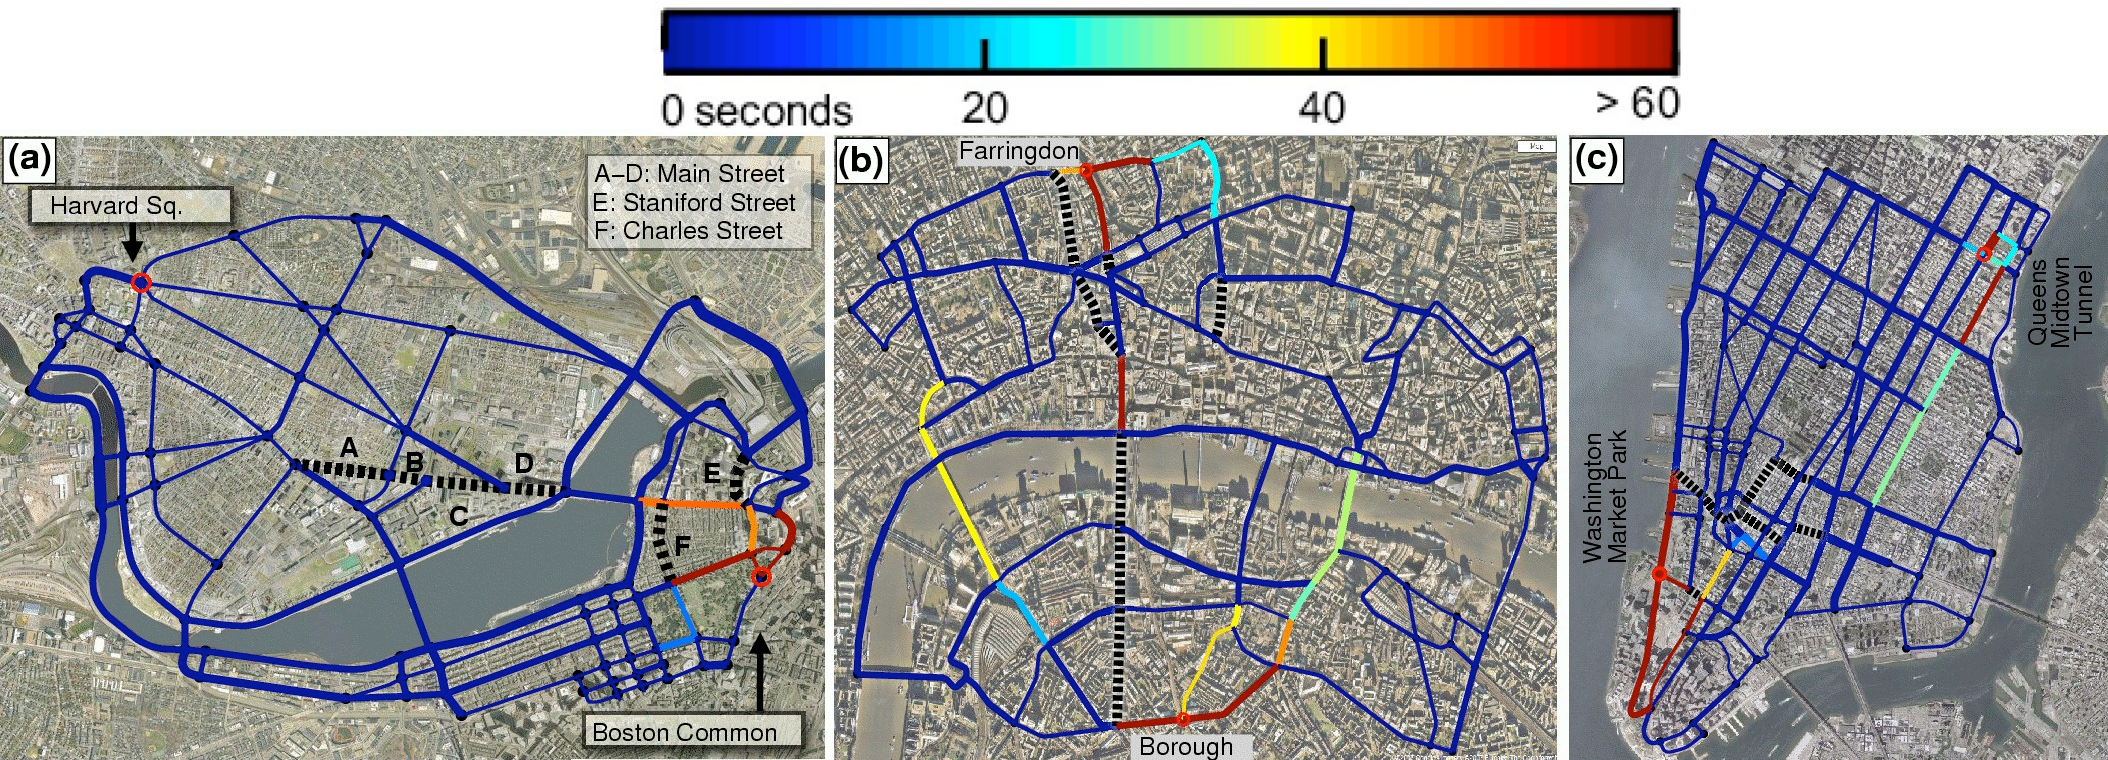 0 seconds 20 40 > 60
(a)
Harvard Sq.
A–D: Main Street
E: Staniford Street
F: Charles Street
A
B
C
D
E
F
Boston Common
(b)
Farringdon
Map
Borough
(c)
Queens
Midtown
Tunnel
Washington
Market Park